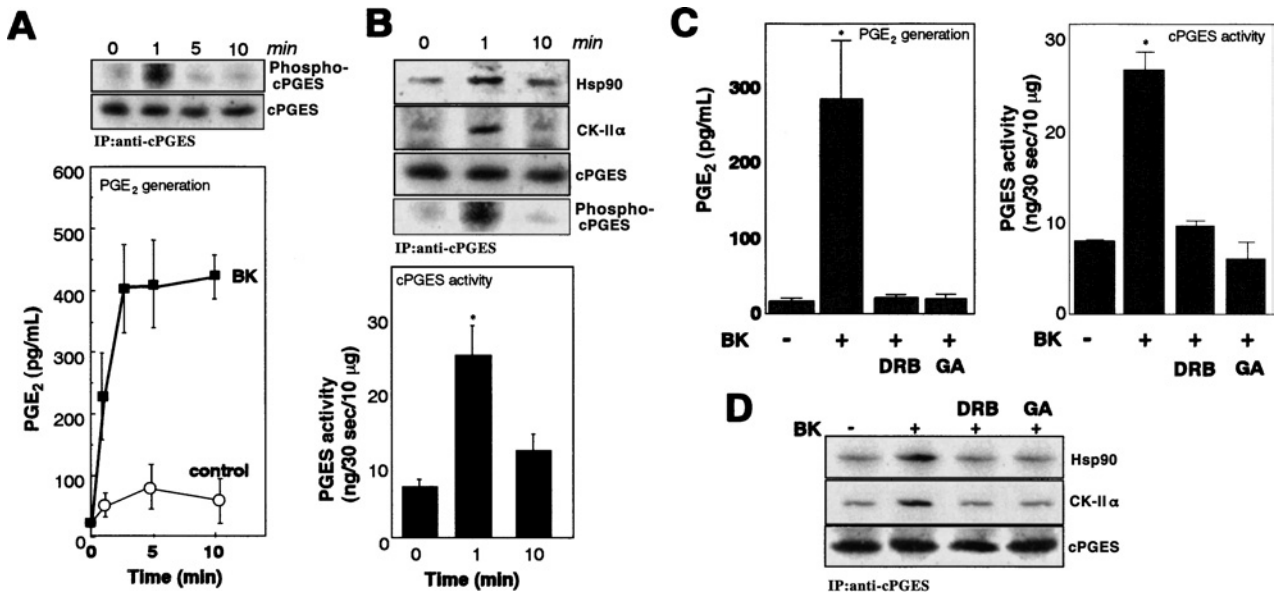 A
0 1 5 10 min
Phospho-
cPGES
cPGES
IP:anti-cPGES
600
500
400
300
200
100
0
PGE2 (pg/mL)
PGE2 generation
BK
control
0 5 10
Time (min)
B
0 1 10 min
Hsp90
CK-IIα
cPGES
Phospho-
cPGES
IP:anti-cPGES
cPGES activity
30
20
10
0
PGES activity
(ng/30 sec/10 μg)
*
0 1 10
Time (min)
C
PGE2 generation
300
200
100
0
PGE2 (pg/mL)
*
BK - + + +
DRB GA
cPGES activity
30
20
10
0
PGES activity
(ng/30 sec/10 μg)
*
BK - + + +
DRB GA
D
DRB GA
BK - + + +
Hsp90
CK-IIα
cPGES
IP:anti-cPGES